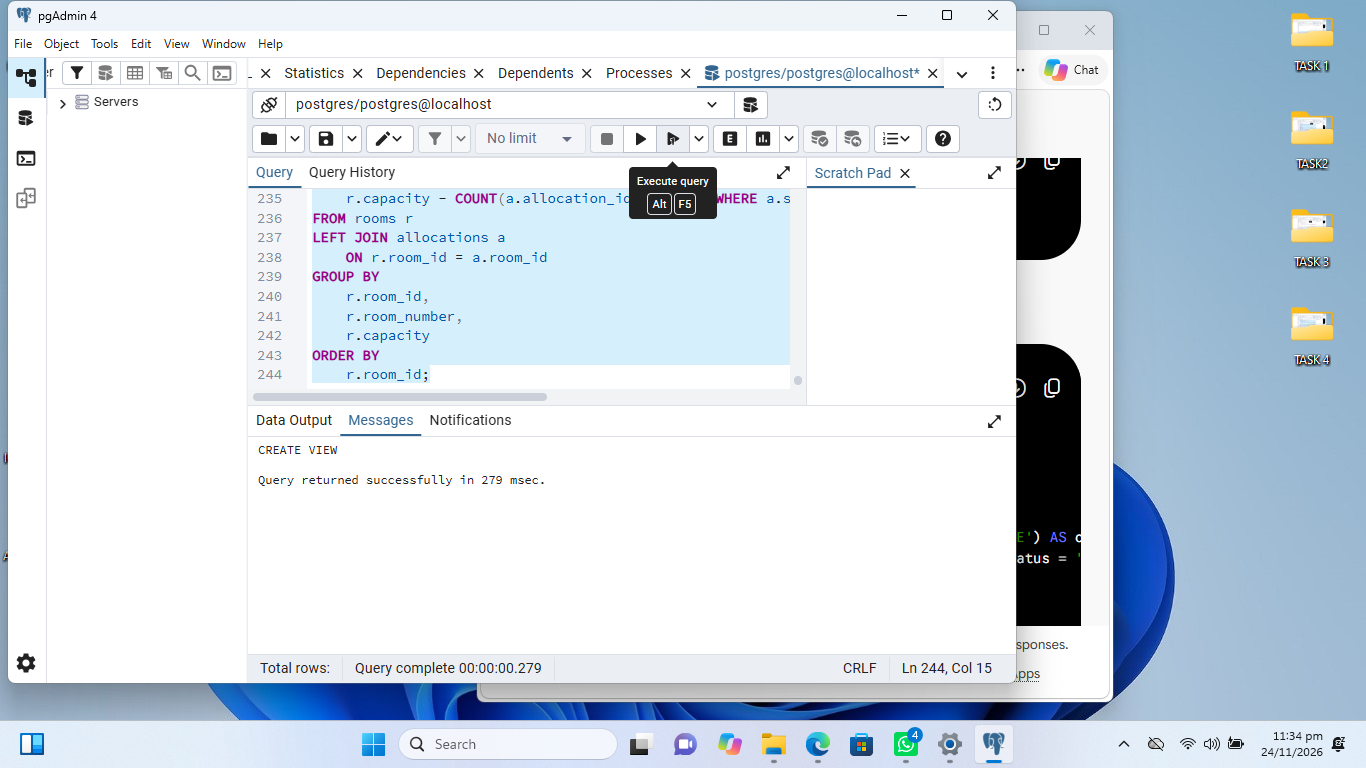 pgAdmin 4
File Object Tools Edit View Window Help
Statistics Dependencies Dependents Processes postgres/postgres@localhost*
Servers
postgres/postgres@localhost
No limit
Query Query History
Scratch Pad
Execute query
Alt F5
235 r.capacity - COUNT(a.allocation_id WHERE a.s
236 FROM rooms r
237 LEFT JOIN allocations a
238 ON r.room_id = a.room_id
239 GROUP BY
240 r.room_id,
241 r.room_number,
242 r.capacity
243 ORDER BY
244 r.room_id;
Data Output Messages Notifications
CREATE VIEW
Query returned successfully in 279 msec.
Total rows: Query complete 00:00:00.279 CRLF Ln 244, Col 15
Chat
E') AS
atus = '
sponses.
TASK 1
TASK2
TASK 3
TASK 4
Search
4
11:34 pm
24/11/2026